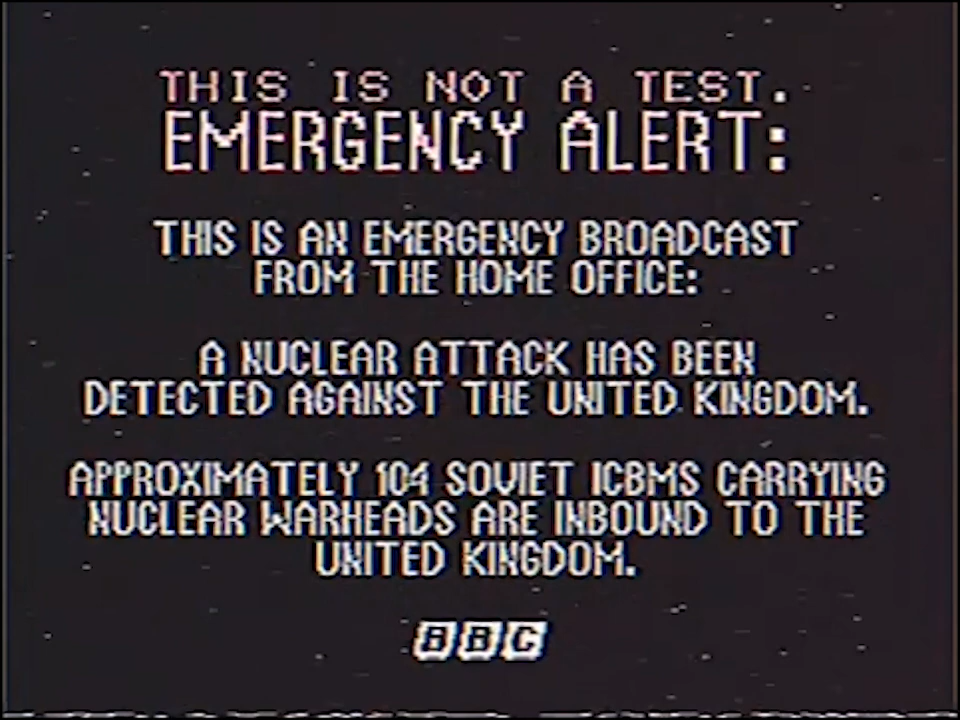 THIS IS NOT A TEST.
EMERGENCY ALERT:
THIS IS AN EMERGENCY BROADCAST
FROM THE HOME OFFICE:
A NUCLEAR ATTACK HAS BEEN
DETECTED AGAINST THE UNITED KINGDOM.
APPROXIMATELY 104 SOVIET ICBMS CARRYING
NUCLEAR WARHEADS ARE INBOUND TO THE
UNITED KINGDOM.
BBC